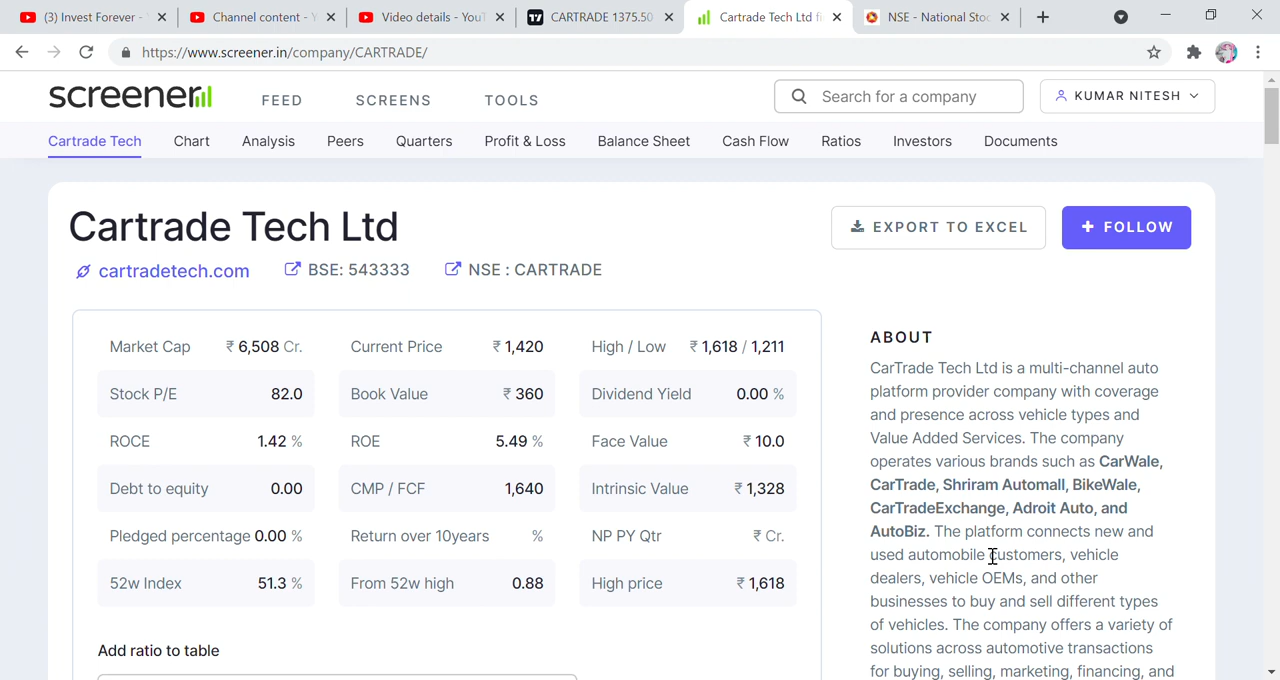 (3) Invest Forever -
Channel content - Y
Video details - YouT
CARTRADE 1375.50
Cartrade Tech Ltd fi
NSE - National Stoc
https://www.screener.in/company/CARTRADE/
screener
FEED
SCREENS
TOOLS
Search for a company
KUMAR NITESH
Cartrade Tech
Chart
Analysis
Peers
Quarters
Profit & Loss
Balance Sheet
Cash Flow
Ratios
Investors
Documents
Cartrade Tech Ltd
EXPORT TO EXCEL
+ FOLLOW
cartradetech.com
BSE: 543333
NSE : CARTRADE
Market Cap ₹ 6,508 Cr.
Current Price ₹ 1,420
High / Low ₹ 1,618 / 1,211
Stock P/E 82.0
Book Value ₹ 360
Dividend Yield 0.00 %
ROCE 1.42 %
ROE 5.49 %
Face Value ₹ 10.0
Debt to equity 0.00
CMP / FCF 1,640
Intrinsic Value ₹ 1,328
Pledged percentage 0.00 %
Return over 10years %
NP PY Qtr ₹ Cr.
52w Index 51.3 %
From 52w high 0.88
High price ₹ 1,618
Add ratio to table
ABOUT
CarTrade Tech Ltd is a multi-channel auto
platform provider company with coverage
and presence across vehicle types and
Value Added Services. The company
operates various brands such as CarWale,
CarTrade, Shriram Automall, BikeWale,
CarTradeExchange, Adroit Auto, and
AutoBiz. The platform connects new and
used automobile customers, vehicle
dealers, vehicle OEMs, and other
businesses to buy and sell different types
of vehicles. The company offers a variety of
solutions across automotive transactions
for buying, selling, marketing, financing, and